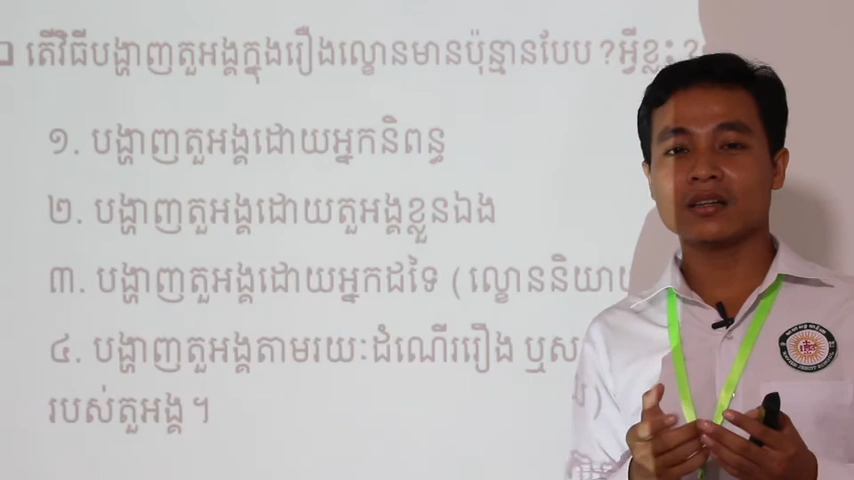 តើវិធីបង្ហាញតួអង្គក្នុងរឿងល្ខោនមានប៉ុន្មានបែប?អ្វីខ្លះ?
១. បង្ហាញតួអង្គដោយអ្នកនិពន្ធ
២. បង្ហាញតួអង្គដោយតួអង្គខ្លួនឯង
៣. បង្ហាញតួអង្គដោយអ្នកដទៃ (ល្ខោននិយាយ
៤. បង្ហាញតួអង្គតាមរយៈដំណើររឿង ឬស
របស់តួអង្គ ។